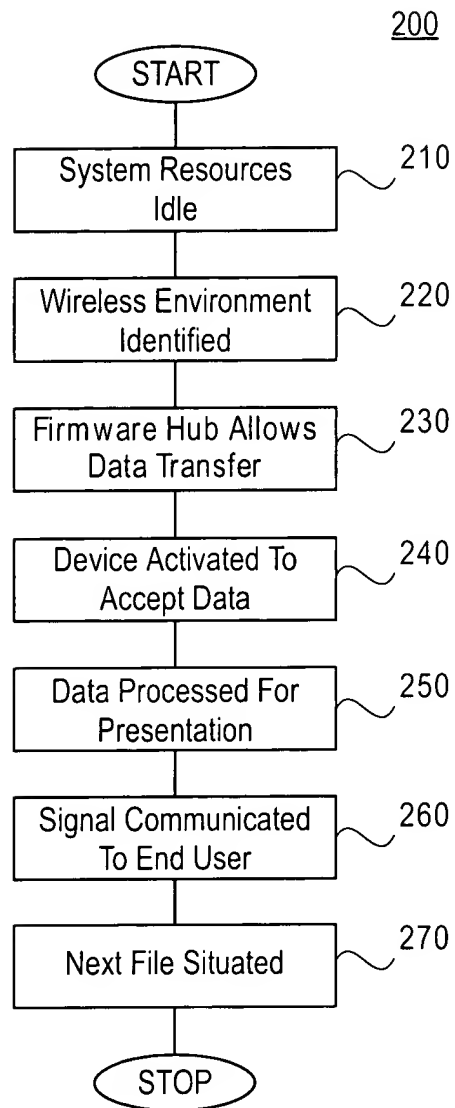 200
START
System Resources
Idle
210
Wireless Environment
Identified
220
Firmware Hub Allows
Data Transfer
230
Device Activated To
Accept Data
240
Data Processed For
Presentation
250
Signal Communicated
To End User
260
Next File Situated
270
STOP